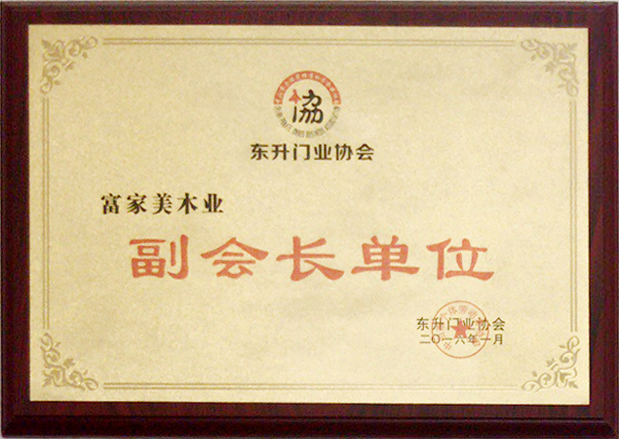 協
东升门业协会
富家美木业
副会长单位
东升门业协会
二〇一六年一月